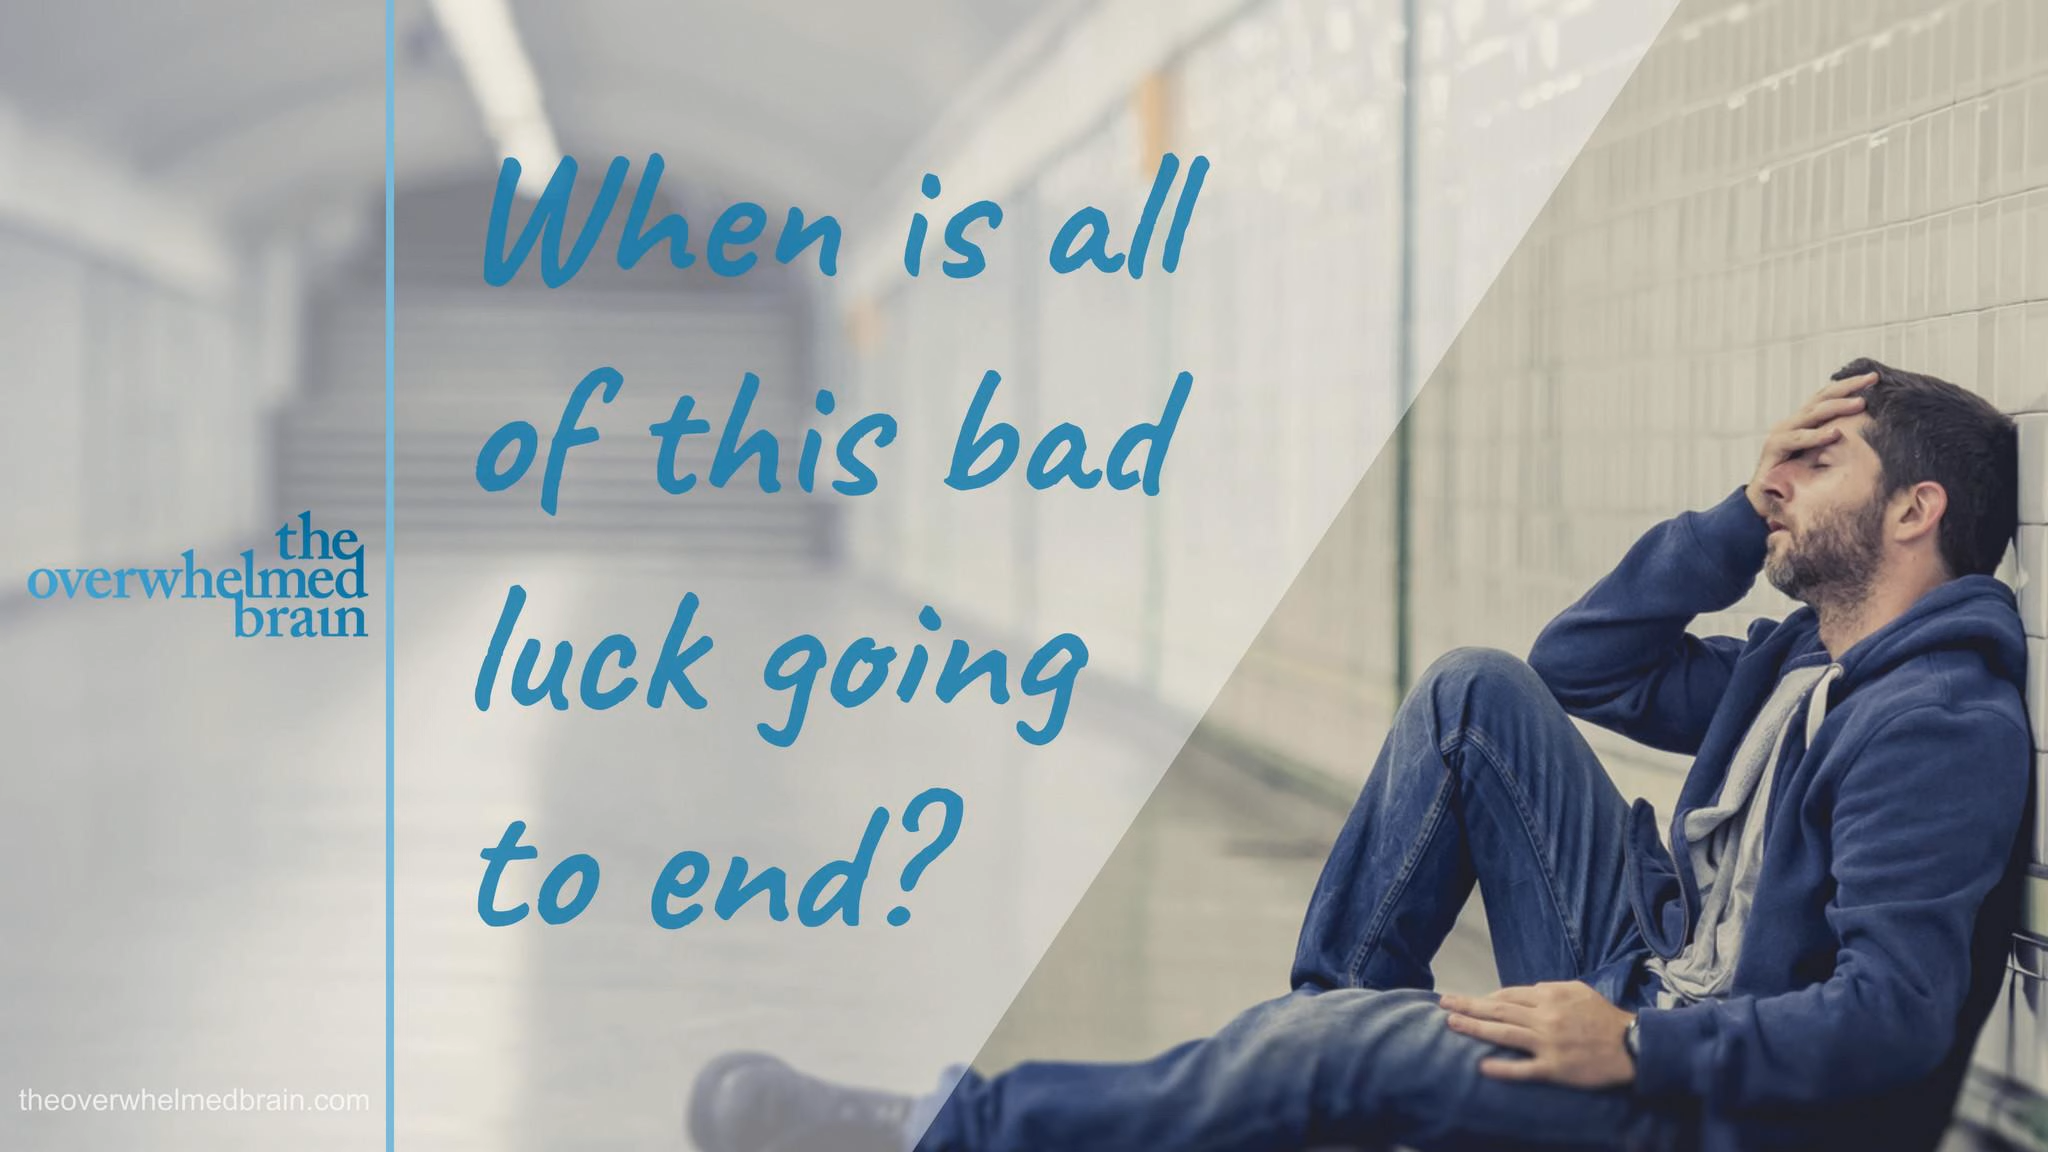 the
overwhelmed
brain
When is all
of this bad
luck going
to end?
theoverwhelmedbrain.com